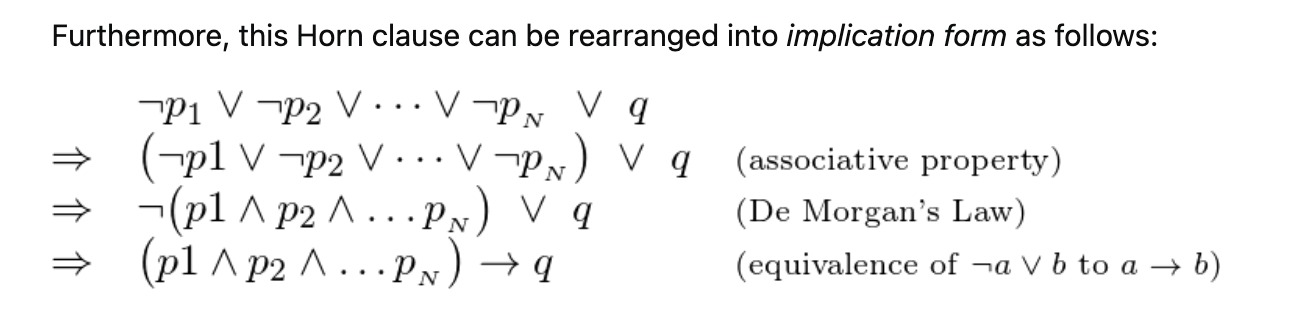 Furthermore, this Horn clause can be rearranged into implication form as follows:
¬p₁ ∨ ¬p₂ ∨ ⋯ ∨ ¬p_N ∨ q
⇒ (¬p1 ∨ ¬p₂ ∨ ⋯ ∨ ¬p_N) ∨ q (associative property)
⇒ ¬(p1 ∧ p₂ ∧ …p_N) ∨ q (De Morgan's Law)
⇒ (p1 ∧ p₂ ∧ …p_N) → q (equivalence of ¬a ∨ b to a → b)